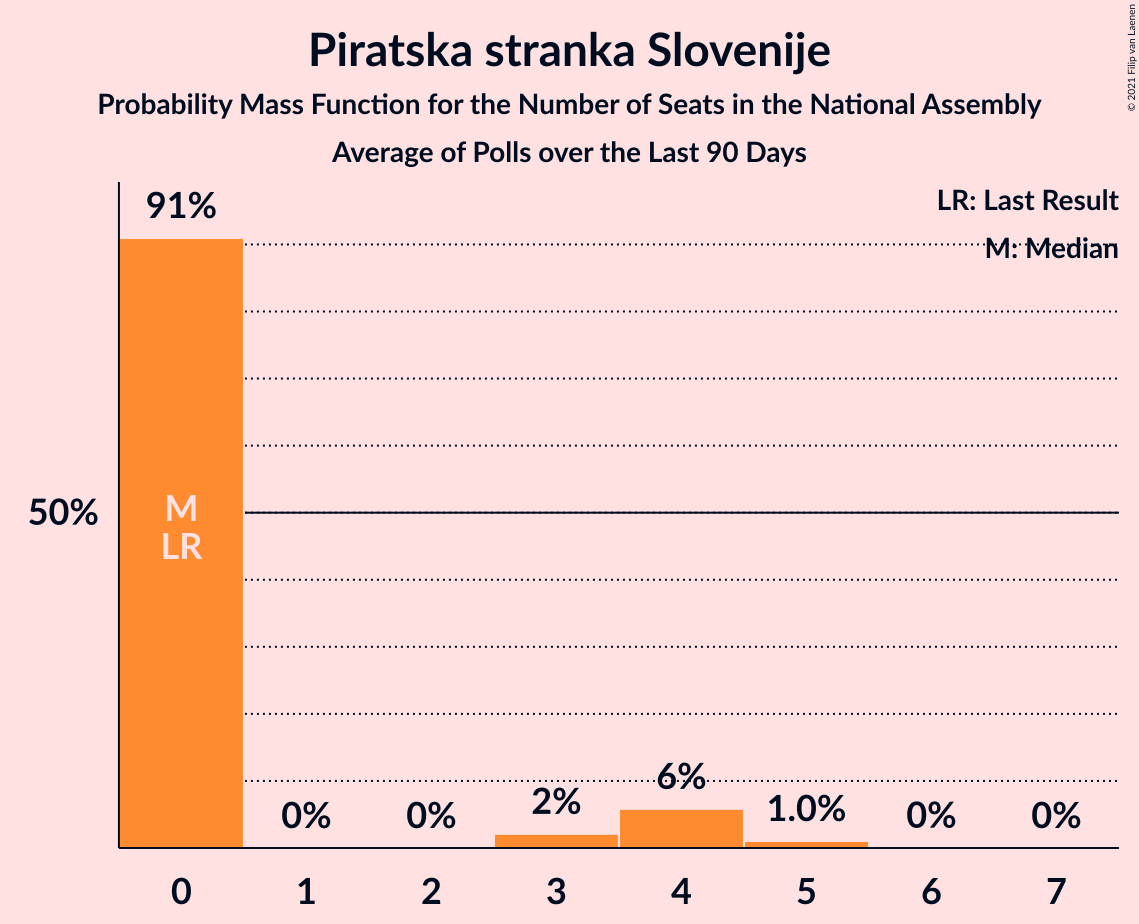 Piratska stranka Slovenije
Probability Mass Function for the Number of Seats in the National Assembly
Average of Polls over the Last 90 Days
© 2021 Filip van Laenen
LR: Last Result
M: Median
91%
50%
M
LR
0%
0%
2%
6%
1.0%
0%
0%
0 1 2 3 4 5 6 7